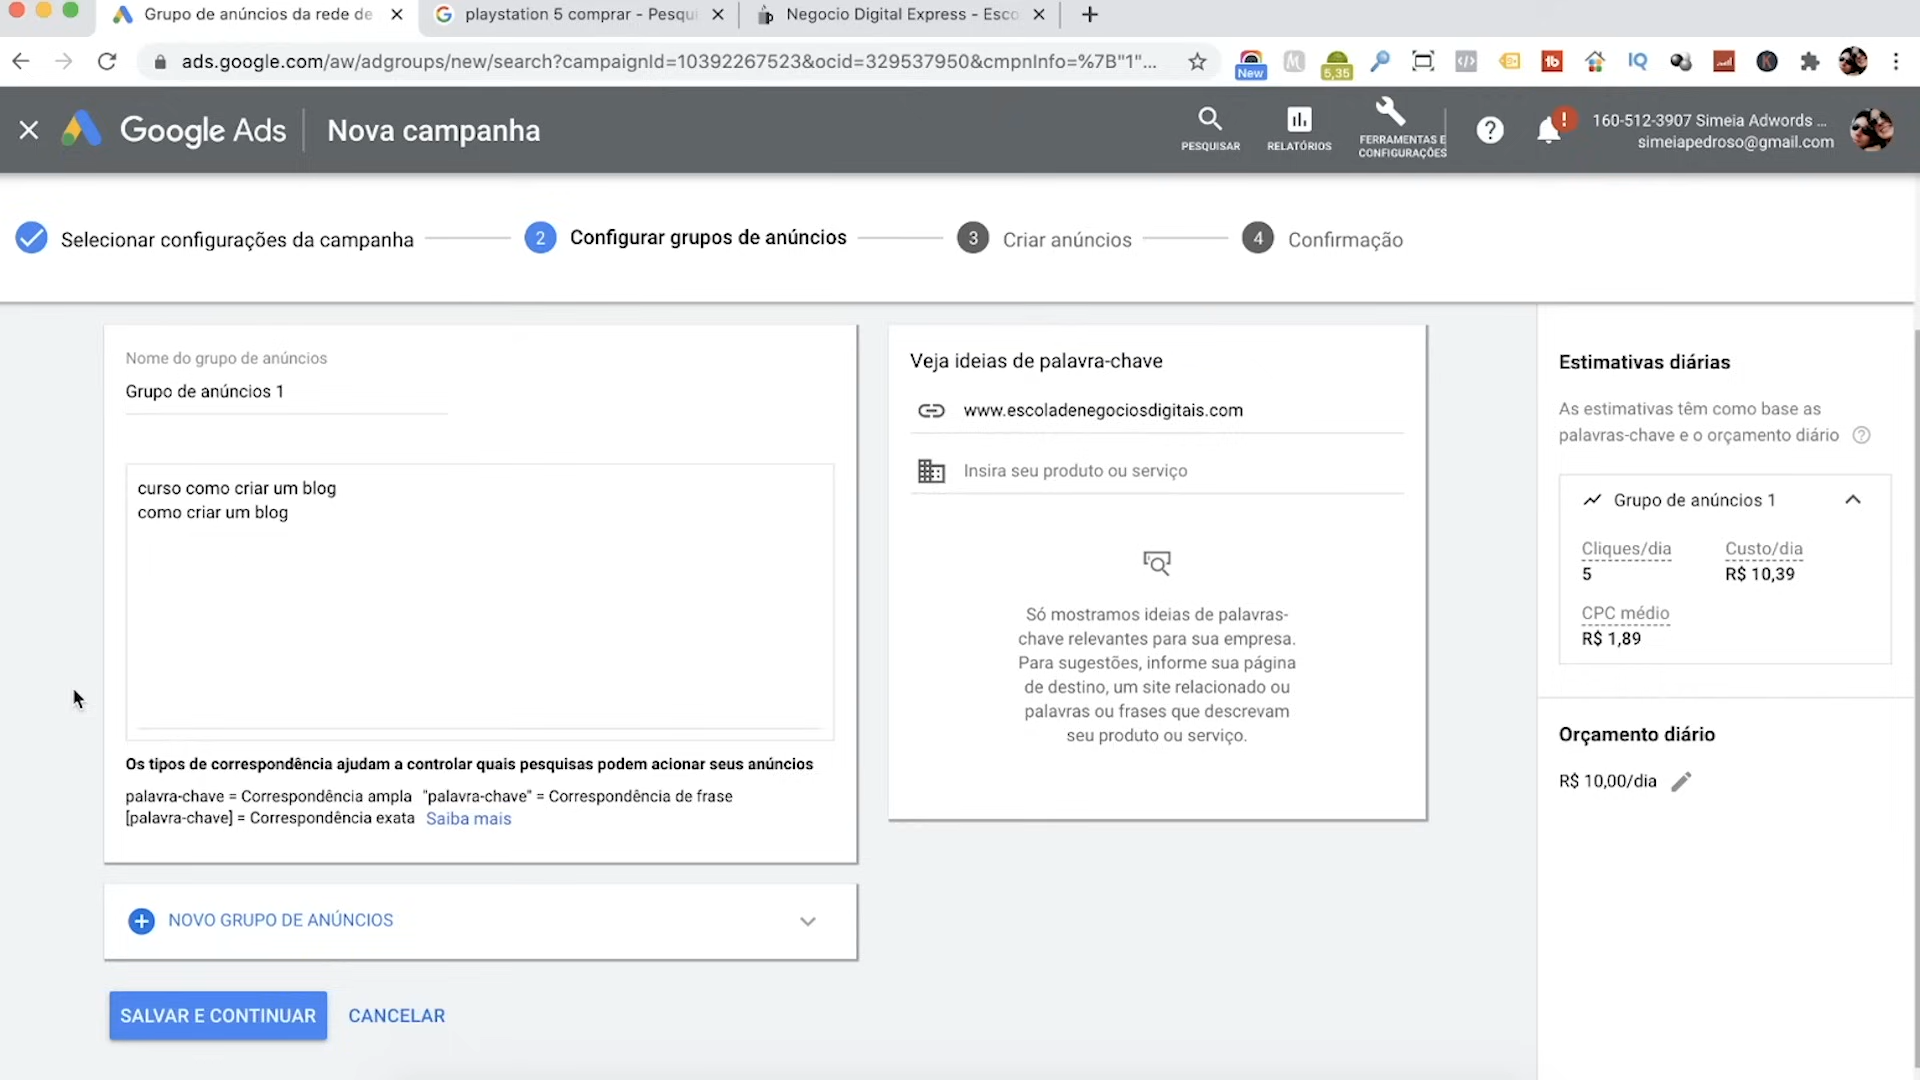 Grupo de anúncios da rede de
playstation 5 comprar - Pesqui
Negocio Digital Express - Esco
ads.google.com/aw/adgroups/new/search?campaignId=10392267523&ocid=329537950&cmpnInfo=%7B"1"...
New
5,35
IQ
Google Ads
Nova campanha
PESQUISAR
RELATÓRIOS
FERRAMENTAS E
CONFIGURAÇÕES
160-512-3907 Simeia Adwords ...
simeiapedroso@gmail.com
Selecionar configurações da campanha
2 Configurar grupos de anúncios
3 Criar anúncios
4 Confirmação
Nome do grupo de anúncios
Grupo de anúncios 1
curso como criar um blog
como criar um blog
Os tipos de correspondência ajudam a controlar quais pesquisas podem acionar seus anúncios
palavra-chave = Correspondência ampla "palavra-chave" = Correspondência de frase
[palavra-chave] = Correspondência exata Saiba mais
NOVO GRUPO DE ANÚNCIOS
SALVAR E CONTINUAR
CANCELAR
Veja ideias de palavra-chave
www.escoladenegociosdigitais.com
Insira seu produto ou serviço
Só mostramos ideias de palavras-
chave relevantes para sua empresa.
Para sugestões, informe sua página
de destino, um site relacionado ou
palavras ou frases que descrevam
seu produto ou serviço.
Estimativas diárias
As estimativas têm como base as
palavras-chave e o orçamento diário
Grupo de anúncios 1
Cliques/dia
5
Custo/dia
R$ 10,39
CPC médio
R$ 1,89
Orçamento diário
R$ 10,00/dia